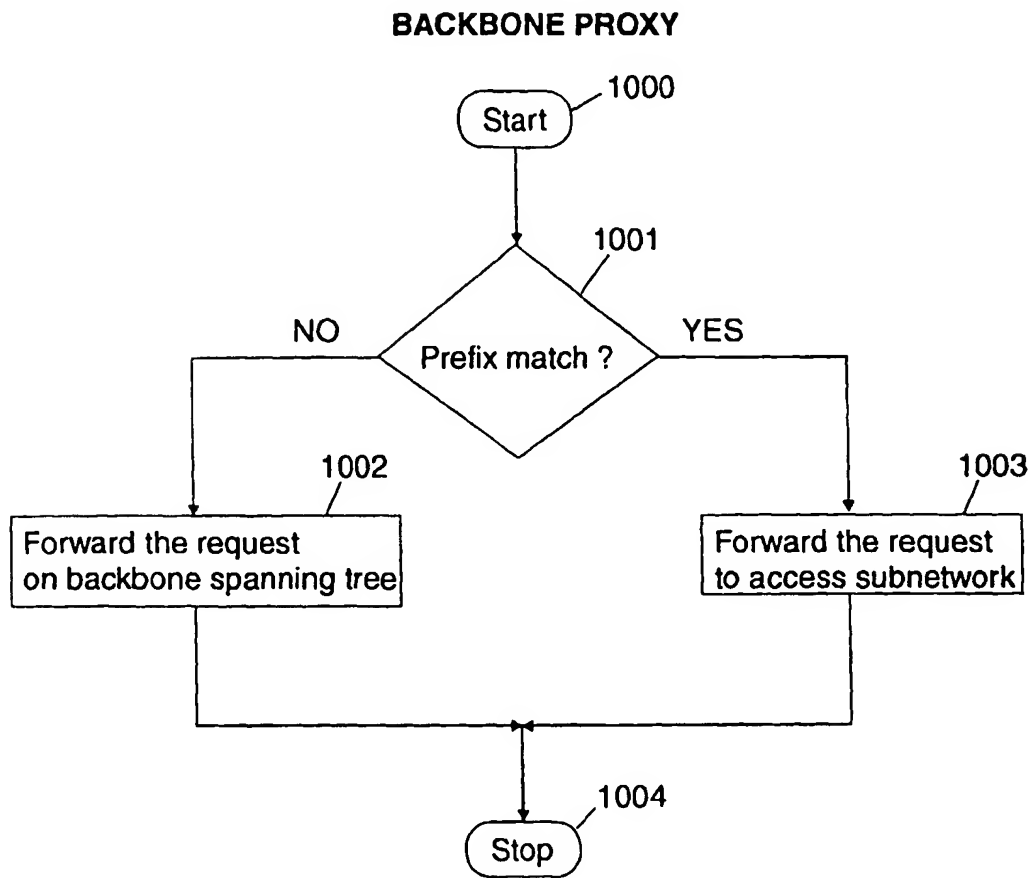 BACKBONE PROXY
1000
Start
1001
NO
YES
Prefix match ?
1002
1003
Forward the request
on backbone spanning tree
Forward the request
to access subnetwork
1004
Stop